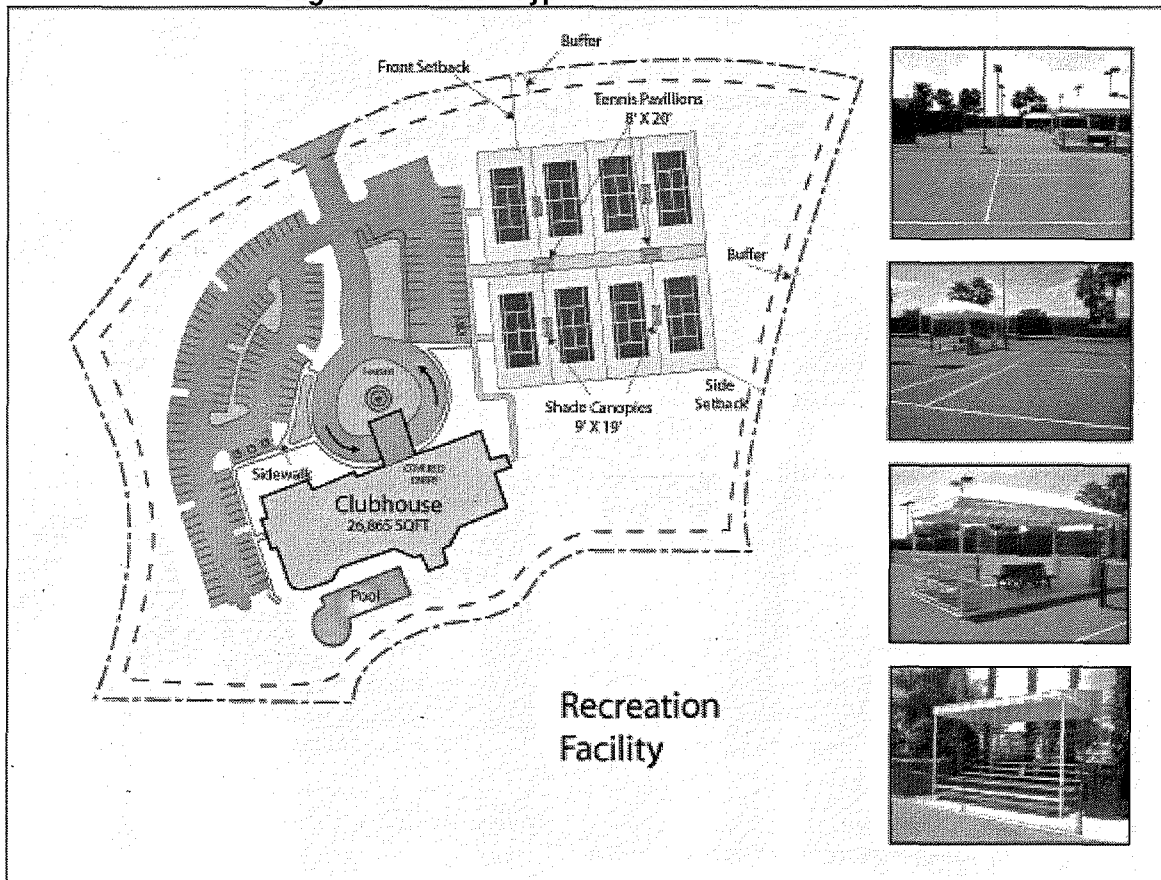 Buffer
Front Setback
Tennis Pavillions
8' X 20'
Buffer
Side
Setback
Shade Canopies
9' X 19'
Fountain
Sidewalk
COVERED
ENTRY
Clubhouse
26,865 SQFT
Pool
Recreation
Facility